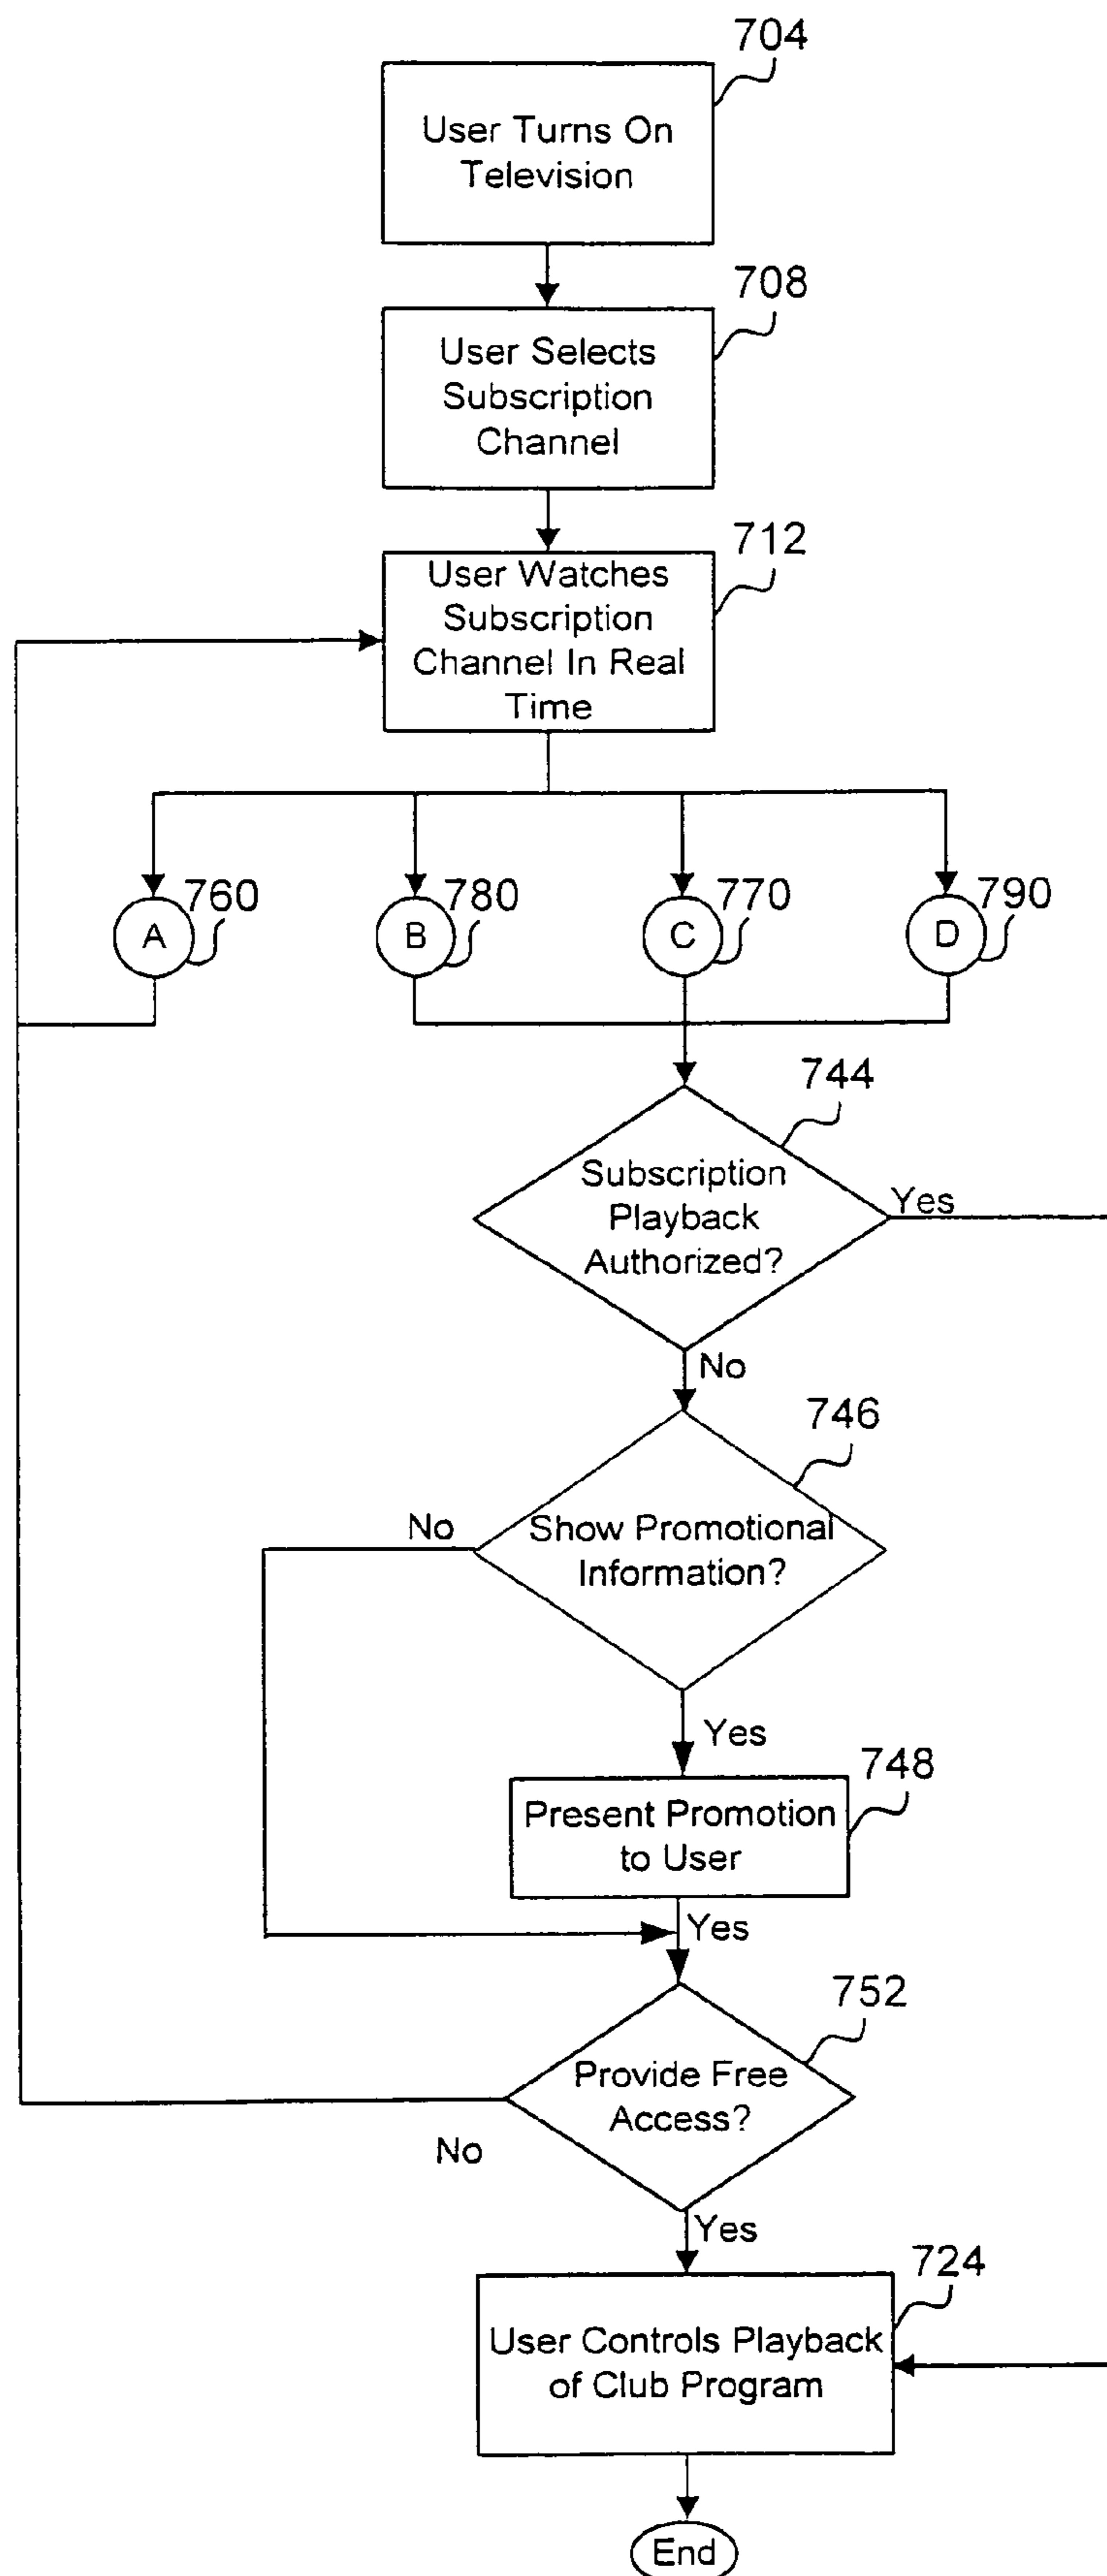 704
User Turns On
Television
708
User Selects
Subscription
Channel
712
User Watches
Subscription
Channel In Real
Time
760
780
770
790
A
B
C
D
744
Subscription
Playback
Authorized?
Yes
No
746
No
Show Promotional
Information?
Yes
748
Present Promotion
to User
Yes
752
Provide Free
Access?
No
Yes
724
User Controls Playback
of Club Program
End